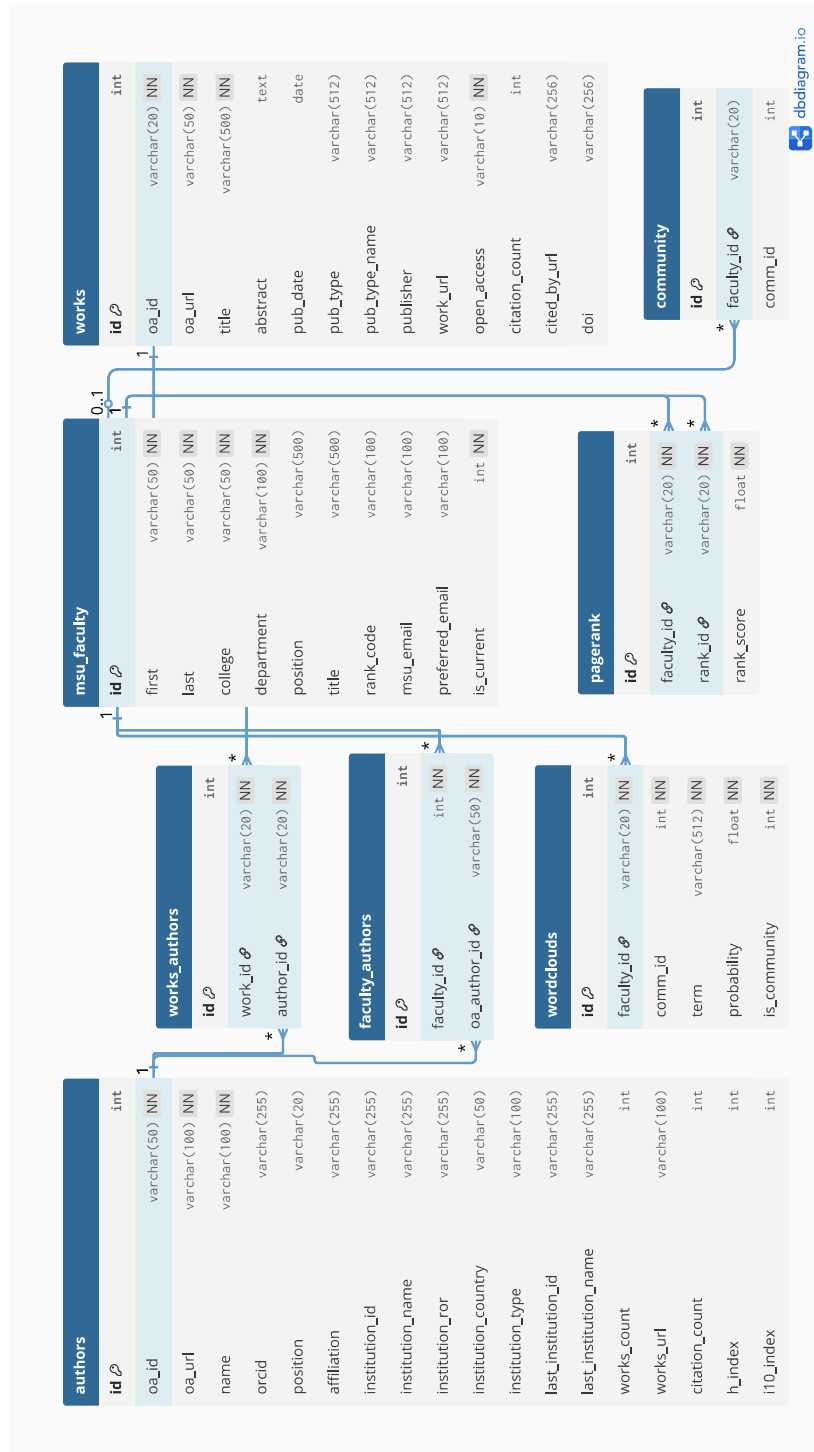 authors
id int
oa_id varchar(50) NN
oa_url varchar(100) NN
name varchar(100) NN
orcid varchar(255)
position varchar(20)
affiliation varchar(255)
institution_id varchar(255)
institution_name varchar(255)
institution_ror varchar(255)
institution_country varchar(50)
institution_type varchar(100)
last_institution_id varchar(255)
last_institution_name varchar(255)
works_count int
works_url varchar(100)
citation_count int
h_index int
i10_index int
1
*
*
works_authors
id int
work_id varchar(20) NN
author_id varchar(20) NN
*
faculty_authors
id int
faculty_id int NN
oa_author_id varchar(50) NN
*
wordclouds
id int
faculty_id varchar(20) NN
comm_id int NN
term varchar(512) NN
probability float NN
is_community int NN
*
1
msu_faculty
id int
first varchar(50) NN
last varchar(50) NN
college varchar(50) NN
department varchar(100) NN
position varchar(500)
title varchar(500)
rank_code varchar(100)
msu_email varchar(100)
preferred_email varchar(100)
is_current int NN
0..1
1
pagerank
id int
faculty_id varchar(20) NN
rank_id varchar(20) NN
rank_score float NN
*
*
1
works
id int
oa_id varchar(20) NN
oa_url varchar(50) NN
title varchar(500) NN
abstract text
pub_date date
pub_type varchar(512)
pub_type_name varchar(512)
publisher varchar(512)
work_url varchar(512)
open_access varchar(10) NN
citation_count int
cited_by_url varchar(256)
doi varchar(256)
*
community
id int
faculty_id varchar(20)
comm_id int
dbdiagram.io